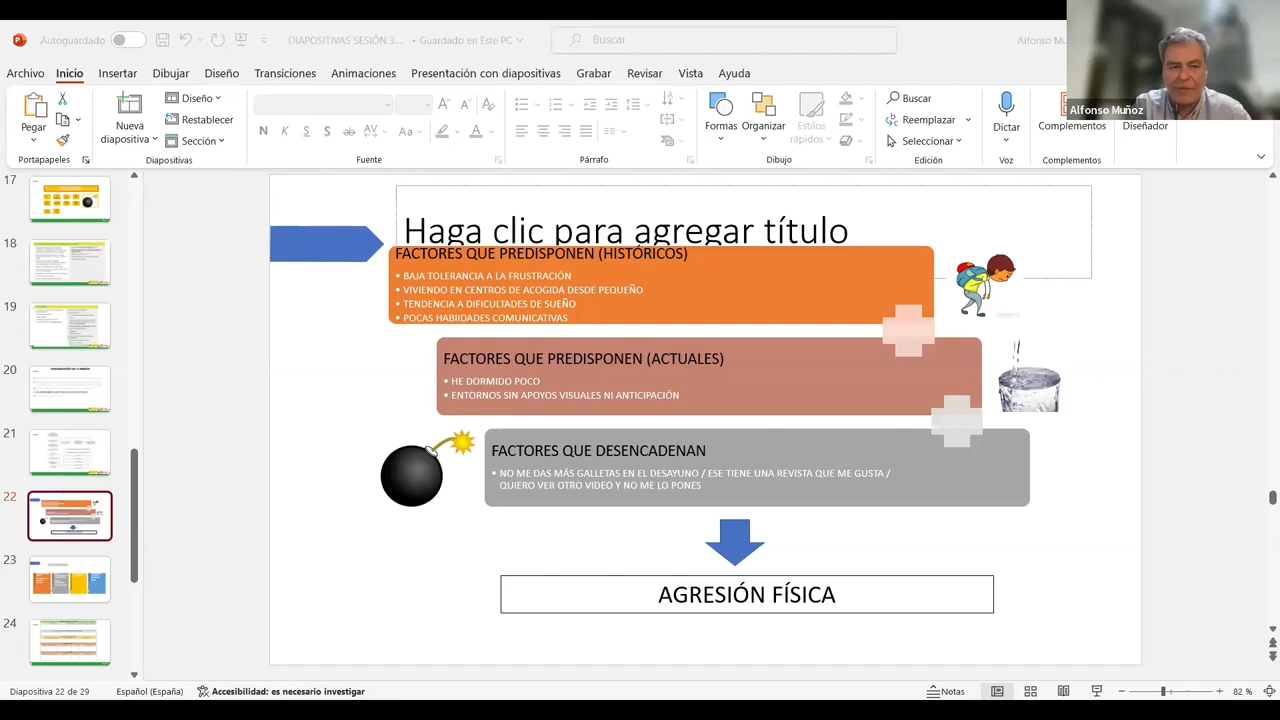 Autoguardado
DIAPOSITIVAS SESIÓN 3.... • Guardado en Este PC
Buscar
Alfonso Mu
Alfonso Muñoz
Archivo Inicio Insertar Dibujar Diseño Transiciones Animaciones Presentación con diapositivas Grabar Revisar Vista Ayuda
Pegar
Nueva
diapositiva
Diseño
Restablecer
Sección
N K S S ab AV Aa A
Formas
Organizar
Estilos
rápidos
Buscar
Reemplazar
Seleccionar
Dictar
Complementos
Diseñador
Portapapeles
Diapositivas
Fuente
Párrafo
Dibujo
Edición
Voz
Complementos
17
18
19
20
21
22
23
24
Haga clic para agregar título
FACTORES QUE PREDISPONEN (HISTÓRICOS)
• BAJA TOLERANCIA A LA FRUSTRACIÓN
• VIVIENDO EN CENTROS DE ACOGIDA DESDE PEQUEÑO
• TENDENCIA A DIFICULTADES DE SUEÑO
• POCAS HABIIDADES COMUNICATIVAS
FACTORES QUE PREDISPONEN (ACTUALES)
• HE DORMIDO POCO
• ENTORNOS SIN APOYOS VISUALES NI ANTICIPACIÓN
FACTORES QUE DESENCADENAN
• NO ME DAS MÁS GALLETAS EN EL DESAYUNO / ESE TIENE UNA REVISTA QUE ME GUSTA /
QUIERO VER OTRO VIDEO Y NO ME LO PONES
AGRESIÓN FÍSICA
Diapositiva 22 de 29
Español (España)
Accesibilidad: es necesario investigar
Notas
82 %